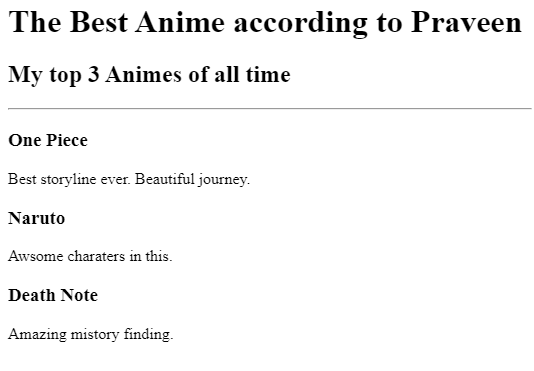 The Best Anime according to Praveen
My top 3 Animes of all time
One Piece
Best storyline ever. Beautiful journey.
Naruto
Awsome charaters in this.
Death Note
Amazing mistory finding.